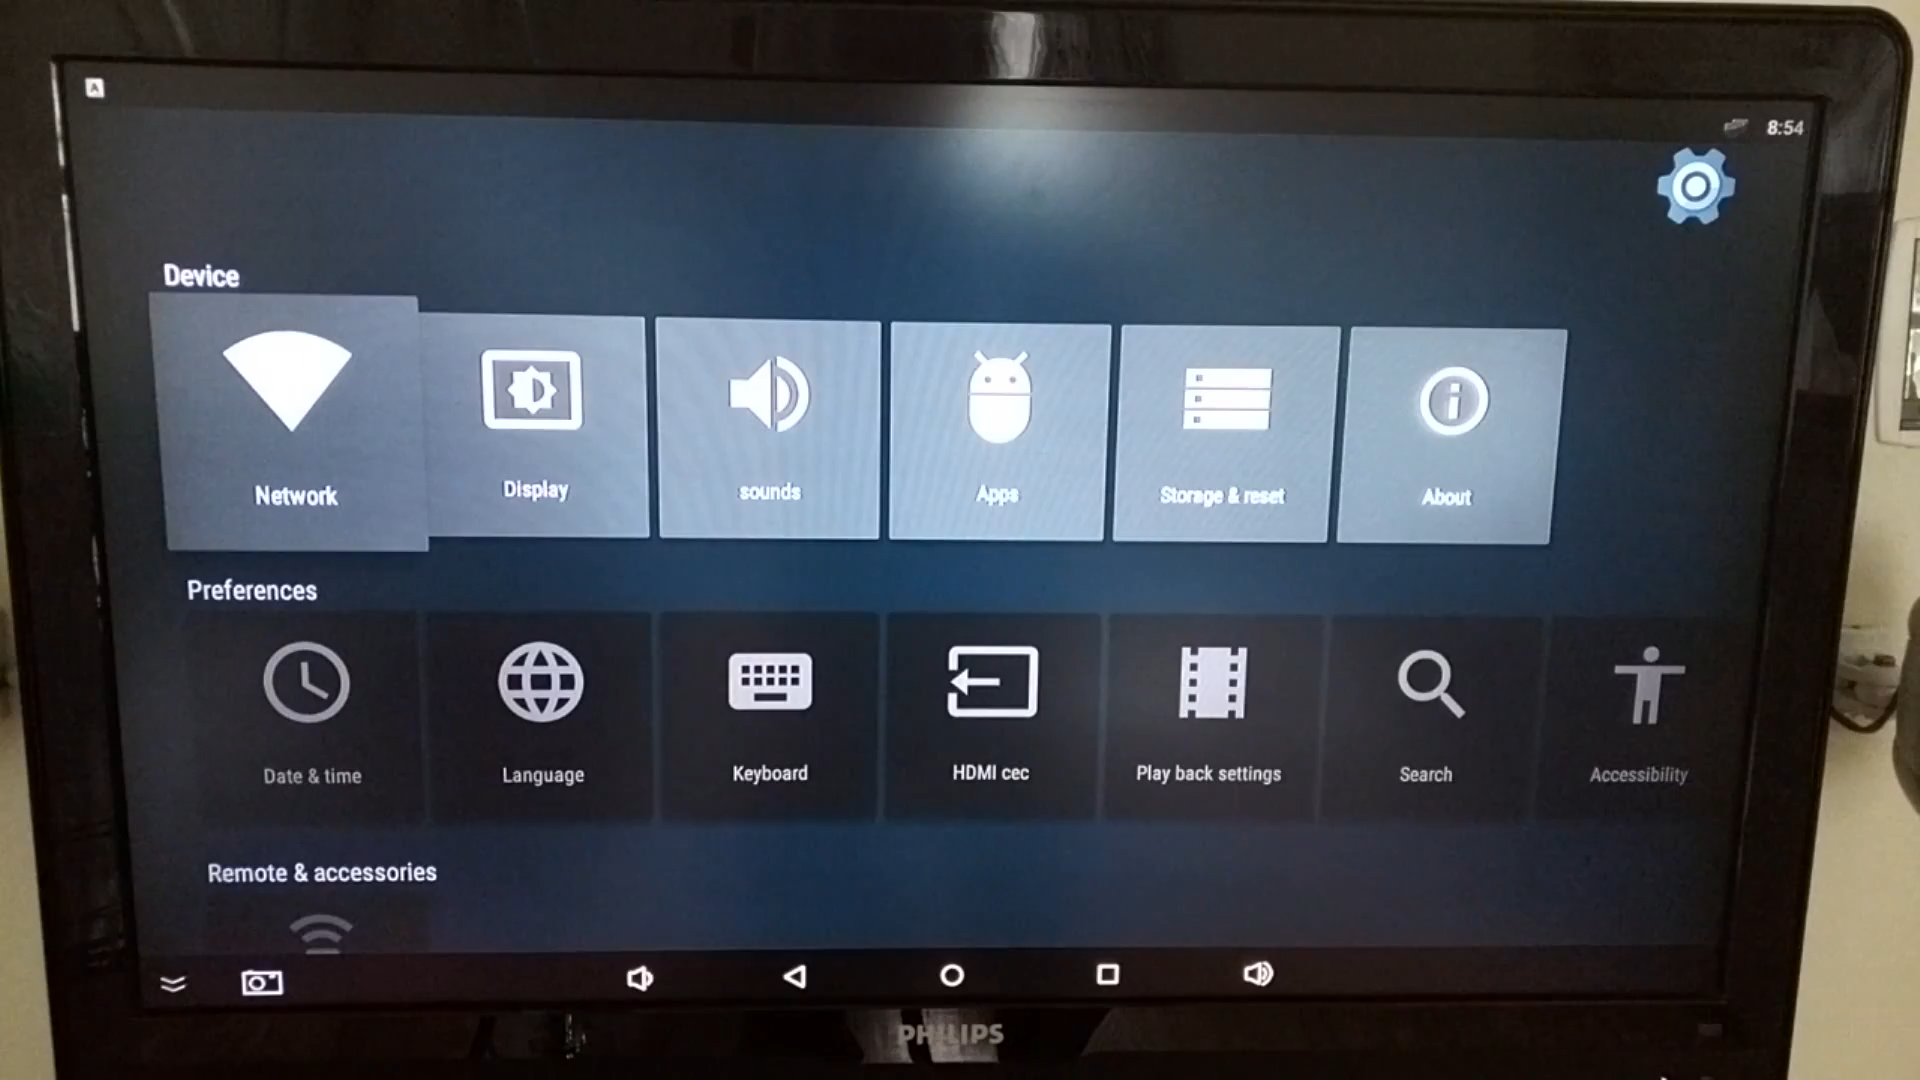 A
8:54
Device
Network
Display
sounds
Apps
Storage & reset
About
Preferences
Date & time
Language
Keyboard
HDMI cec
Play back settings
Search
Accessibility
Remote & accessories
PHILIPS